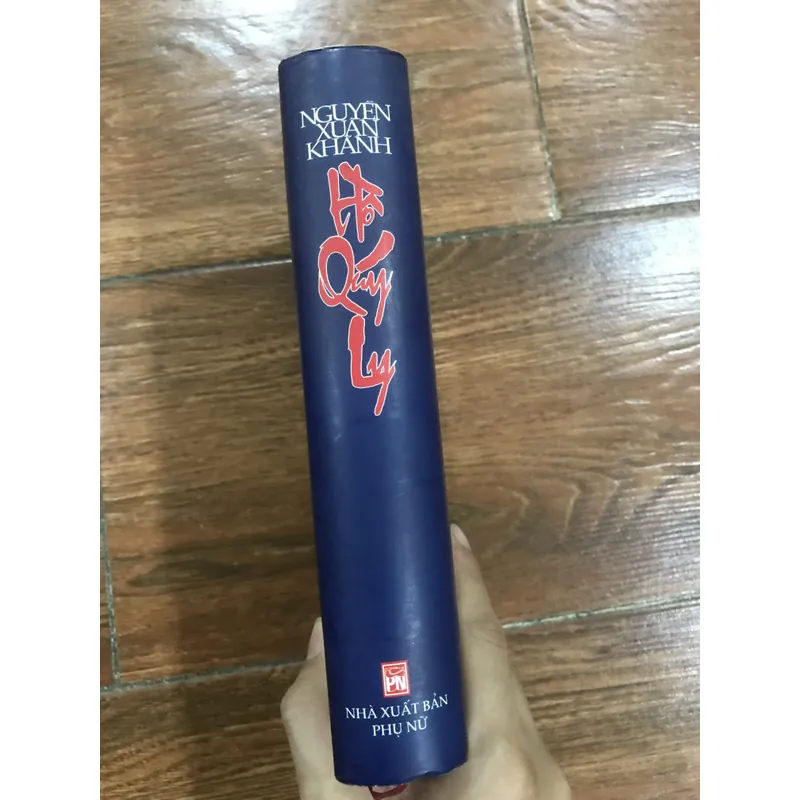 NGUYỄN
XUÂN
KHÁNH
Hồ
Quý
Ly
PN
NHÀ XUẤT BẢN
PHỤ NỮ